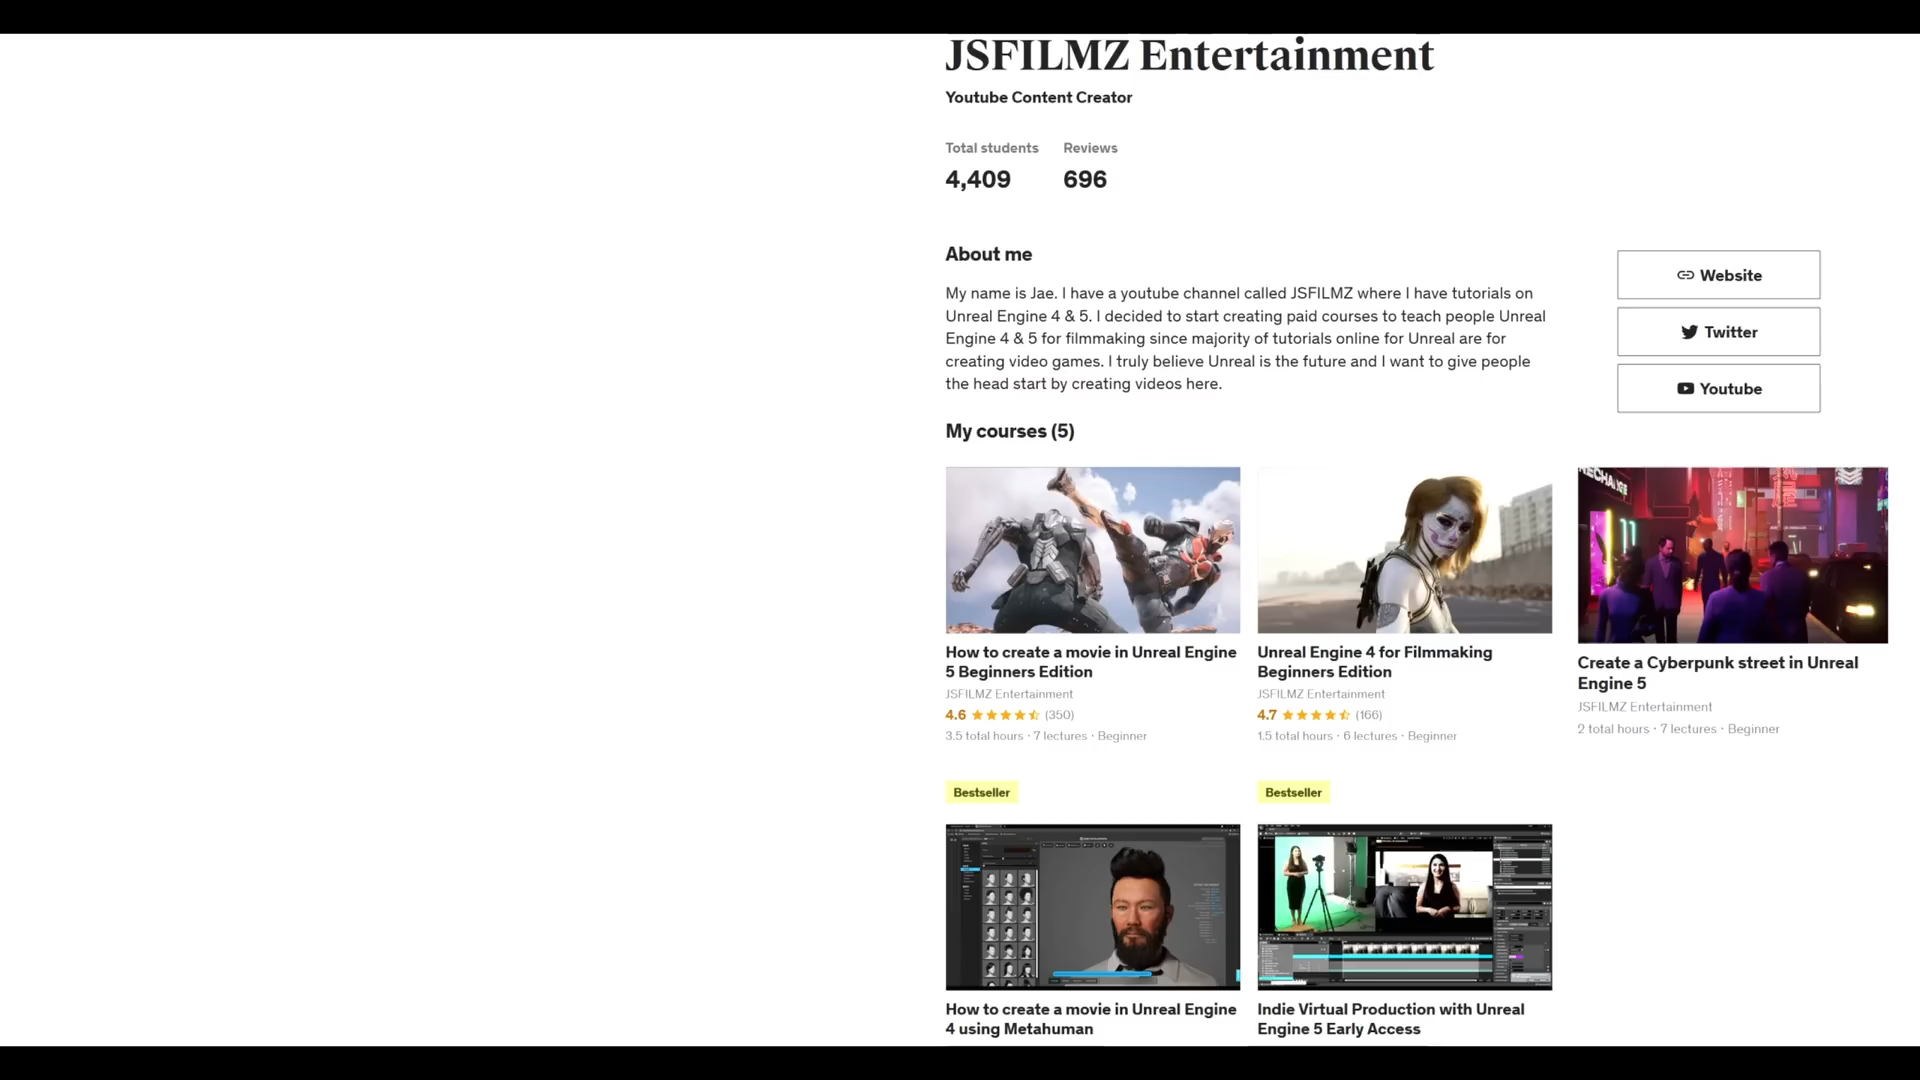 JSFILMZ Entertainment
Youtube Content Creator
Total students
Reviews
4,409
696
About me
My name is Jae. I have a youtube channel called JSFILMZ where I have tutorials on
Unreal Engine 4 & 5. I decided to start creating paid courses to teach people Unreal
Engine 4 & 5 for filmmaking since majority of tutorials online for Unreal are for
creating video games. I truly believe Unreal is the future and I want to give people
the head start by creating videos here.
Website
Twitter
Youtube
My courses (5)
How to create a movie in Unreal Engine
5 Beginners Edition
JSFILMZ Entertainment
4.6 (350)
3.5 total hours · 7 lectures · Beginner
Bestseller
Unreal Engine 4 for Filmmaking
Beginners Edition
JSFILMZ Entertainment
4.7 (166)
1.5 total hours · 6 lectures · Beginner
Bestseller
Create a Cyberpunk street in Unreal
Engine 5
JSFILMZ Entertainment
2 total hours · 7 lectures · Beginner
How to create a movie in Unreal Engine
4 using Metahuman
Indie Virtual Production with Unreal
Engine 5 Early Access